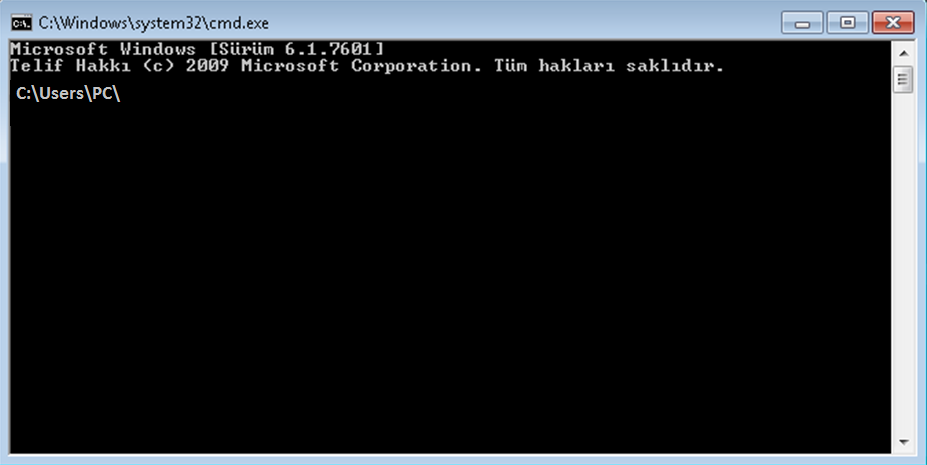 C:\Windows\system32\cmd.exe
Microsoft Windows [Sürüm 6.1.7601]
Telif Hakkı (c) 2009 Microsoft Corporation. Tüm hakları saklıdır.
C:\Users\PC\